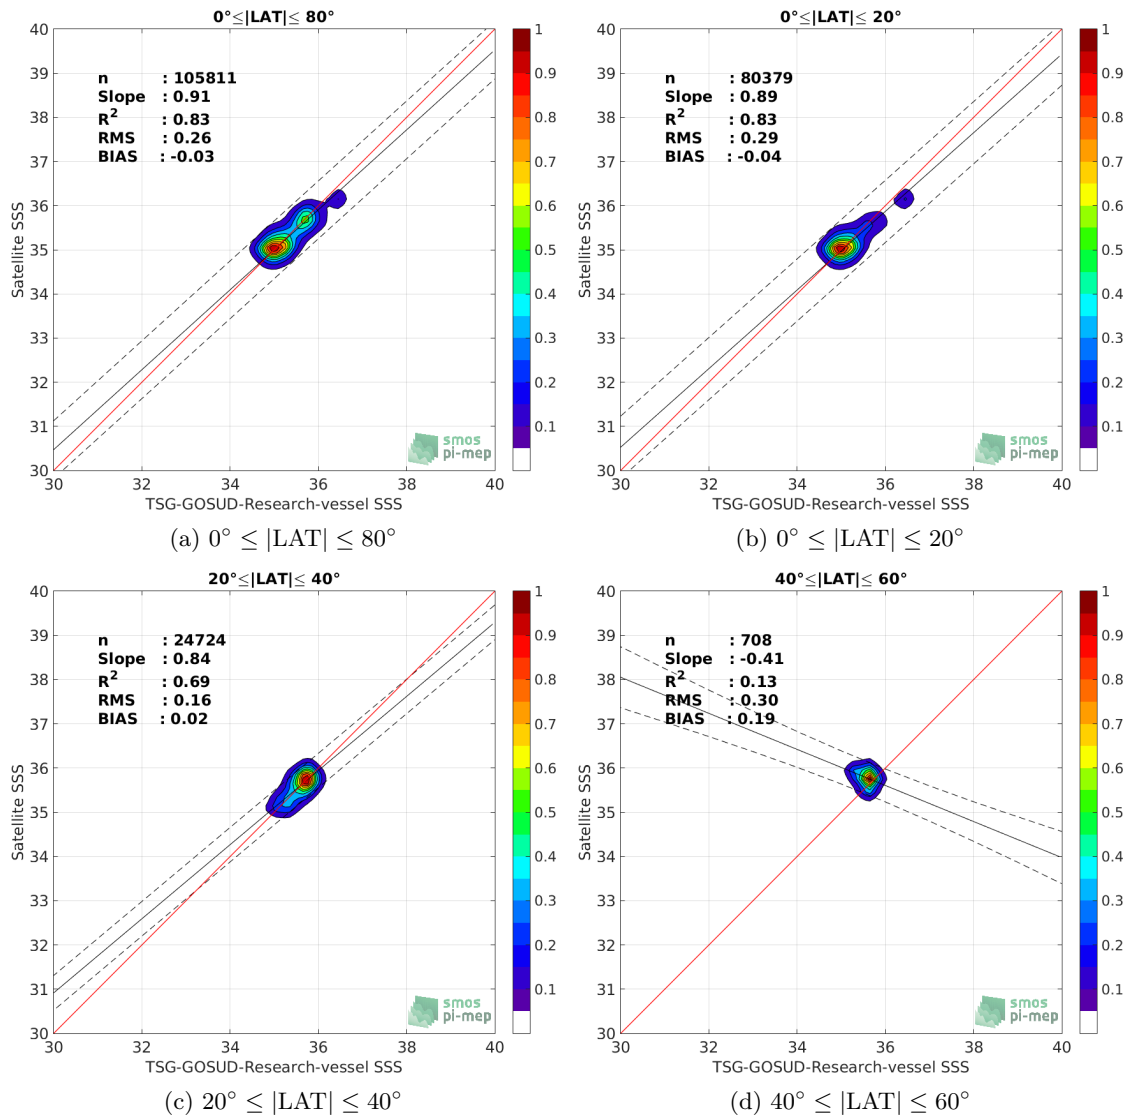 0°≤|LAT|≤ 80°
40
39
38
37
36
35
34
33
32
31
30
Satellite SSS
n : 105811
Slope : 0.91
R2 : 0.83
RMS : 0.26
BIAS : -0.03
smos
pi-mep
30 32 34 36 38 40
TSG-GOSUD-Research-vessel SSS
1
0.9
0.8
0.7
0.6
0.5
0.4
0.3
0.2
0.1
(a) 0° ≤ |LAT| ≤ 80°
0°≤|LAT|≤ 20°
40
39
38
37
36
35
34
33
32
31
30
Satellite SSS
n : 80379
Slope : 0.89
R2 : 0.83
RMS : 0.29
BIAS : -0.04
smos
pi-mep
30 32 34 36 38 40
TSG-GOSUD-Research-vessel SSS
1
0.9
0.8
0.7
0.6
0.5
0.4
0.3
0.2
0.1
(b) 0° ≤ |LAT| ≤ 20°
20°≤|LAT|≤ 40°
40
39
38
37
36
35
34
33
32
31
30
Satellite SSS
n : 24724
Slope : 0.84
R2 : 0.69
RMS : 0.16
BIAS : 0.02
smos
pi-mep
30 32 34 36 38 40
TSG-GOSUD-Research-vessel SSS
1
0.9
0.8
0.7
0.6
0.5
0.4
0.3
0.2
0.1
(c) 20° ≤ |LAT| ≤ 40°
40°≤|LAT|≤ 60°
40
39
38
37
36
35
34
33
32
31
30
Satellite SSS
n : 708
Slope : -0.41
R2 : 0.13
RMS : 0.30
BIAS : 0.19
smos
pi-mep
30 32 34 36 38 40
TSG-GOSUD-Research-vessel SSS
1
0.9
0.8
0.7
0.6
0.5
0.4
0.3
0.2
0.1
(d) 40° ≤ |LAT| ≤ 60°